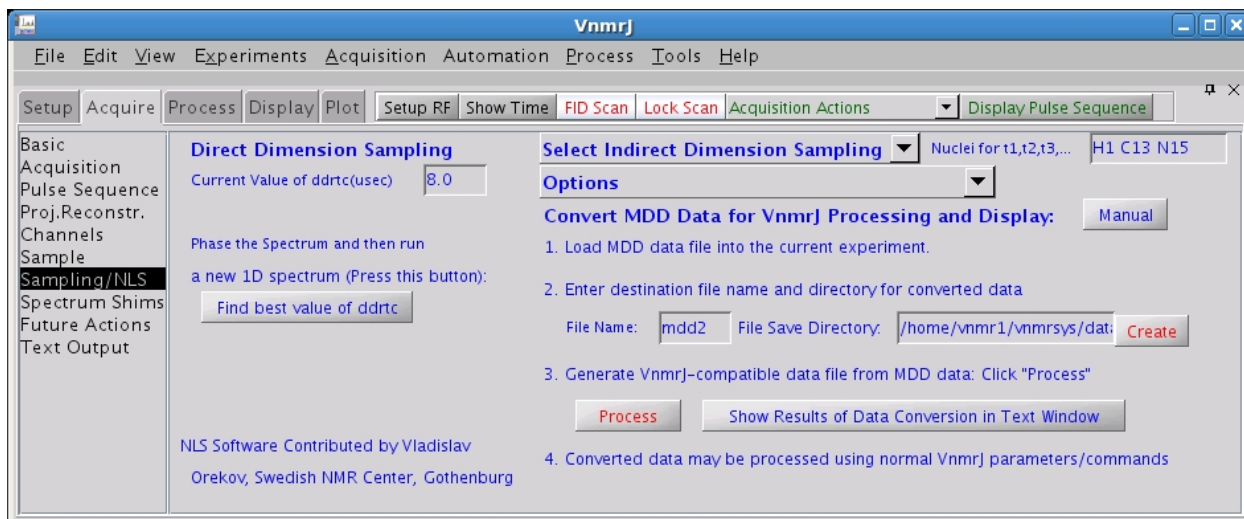 VnmrJ
File Edit View Experiments Acquisition Automation Process Tools Help
Setup Acquire Process Display Plot Setup RF Show Time FID Scan Lock Scan Acquisition Actions Display Pulse Sequence
Basic
Acquisition
Pulse Sequence
Proj.Reconstr.
Channels
Sample
Sampling/NLS
Spectrum Shims
Future Actions
Text Output
Direct Dimension Sampling
Current Value of ddrtc(usec) 8.0
Phase the Spectrum and then run
a new 1D spectrum (Press this button):
Find best value of ddrtc
NLS Software Contributed by Vladislav
Orekov, Swedish NMR Center, Gothenburg
Select Indirect Dimension Sampling Nuclei for t1,t2,t3,... H1 C13 N15
Options
Convert MDD Data for VnmrJ Processing and Display: Manual
1. Load MDD data file into the current experiment.
2. Enter destination file name and directory for converted data
File Name: mdd2 File Save Directory: /home/vnmr1/vnmrsys/data Create
3. Generate VnmrJ-compatible data file from MDD data: Click "Process"
Process Show Results of Data Conversion in Text Window
4. Converted data may be processed using normal VnmrJ parameters/commands